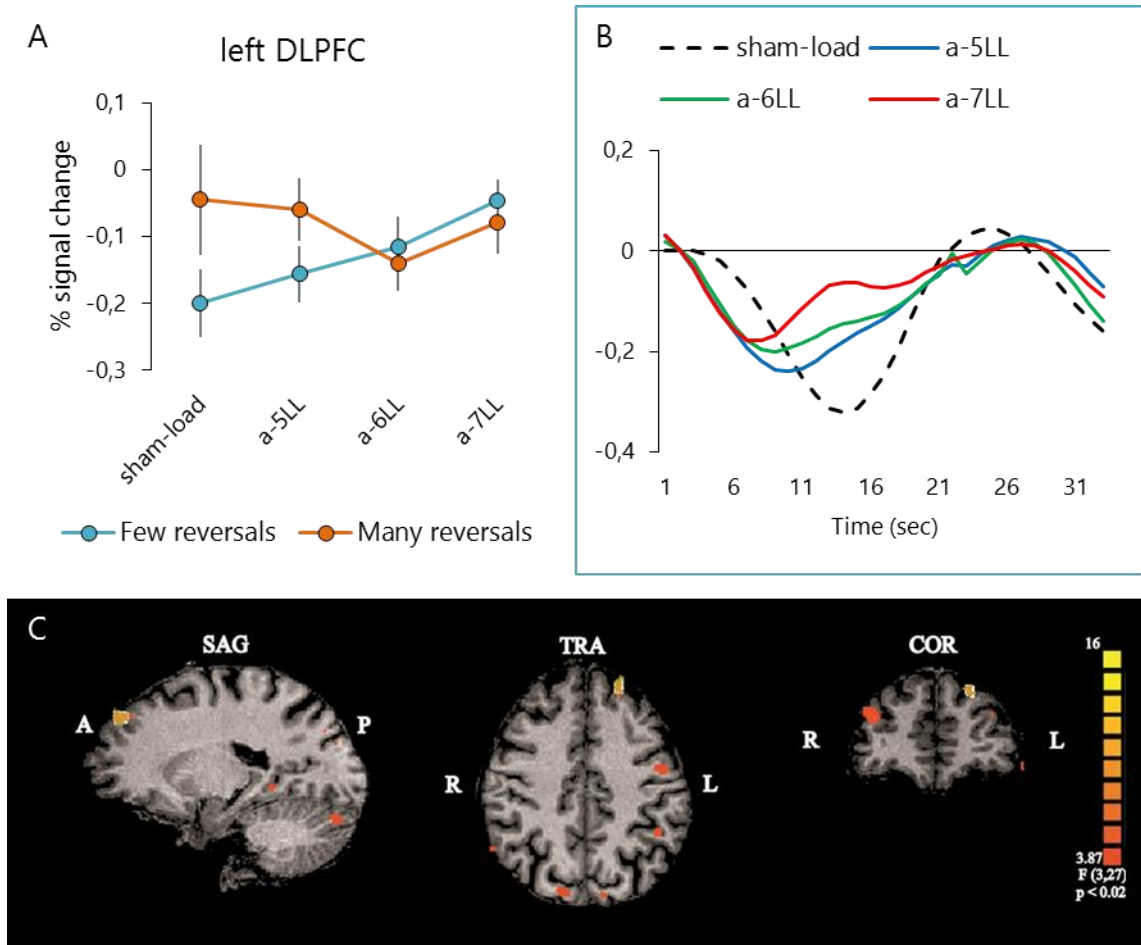 A
left DLPFC
% signal change
0,1
0
-0,1
-0,2
-0,3
sham-load
a-5LL
a-6LL
a-7LL
Few reversals
Many reversals
B
sham-load
a-5LL
a-6LL
a-7LL
0,2
0
-0,2
-0,4
1 6 11 16 21 26 31
Time (sec)
C
SAG
TRA
COR
A
P
R
L
R
L
16
3.87
F (3,27)
p < 0.02